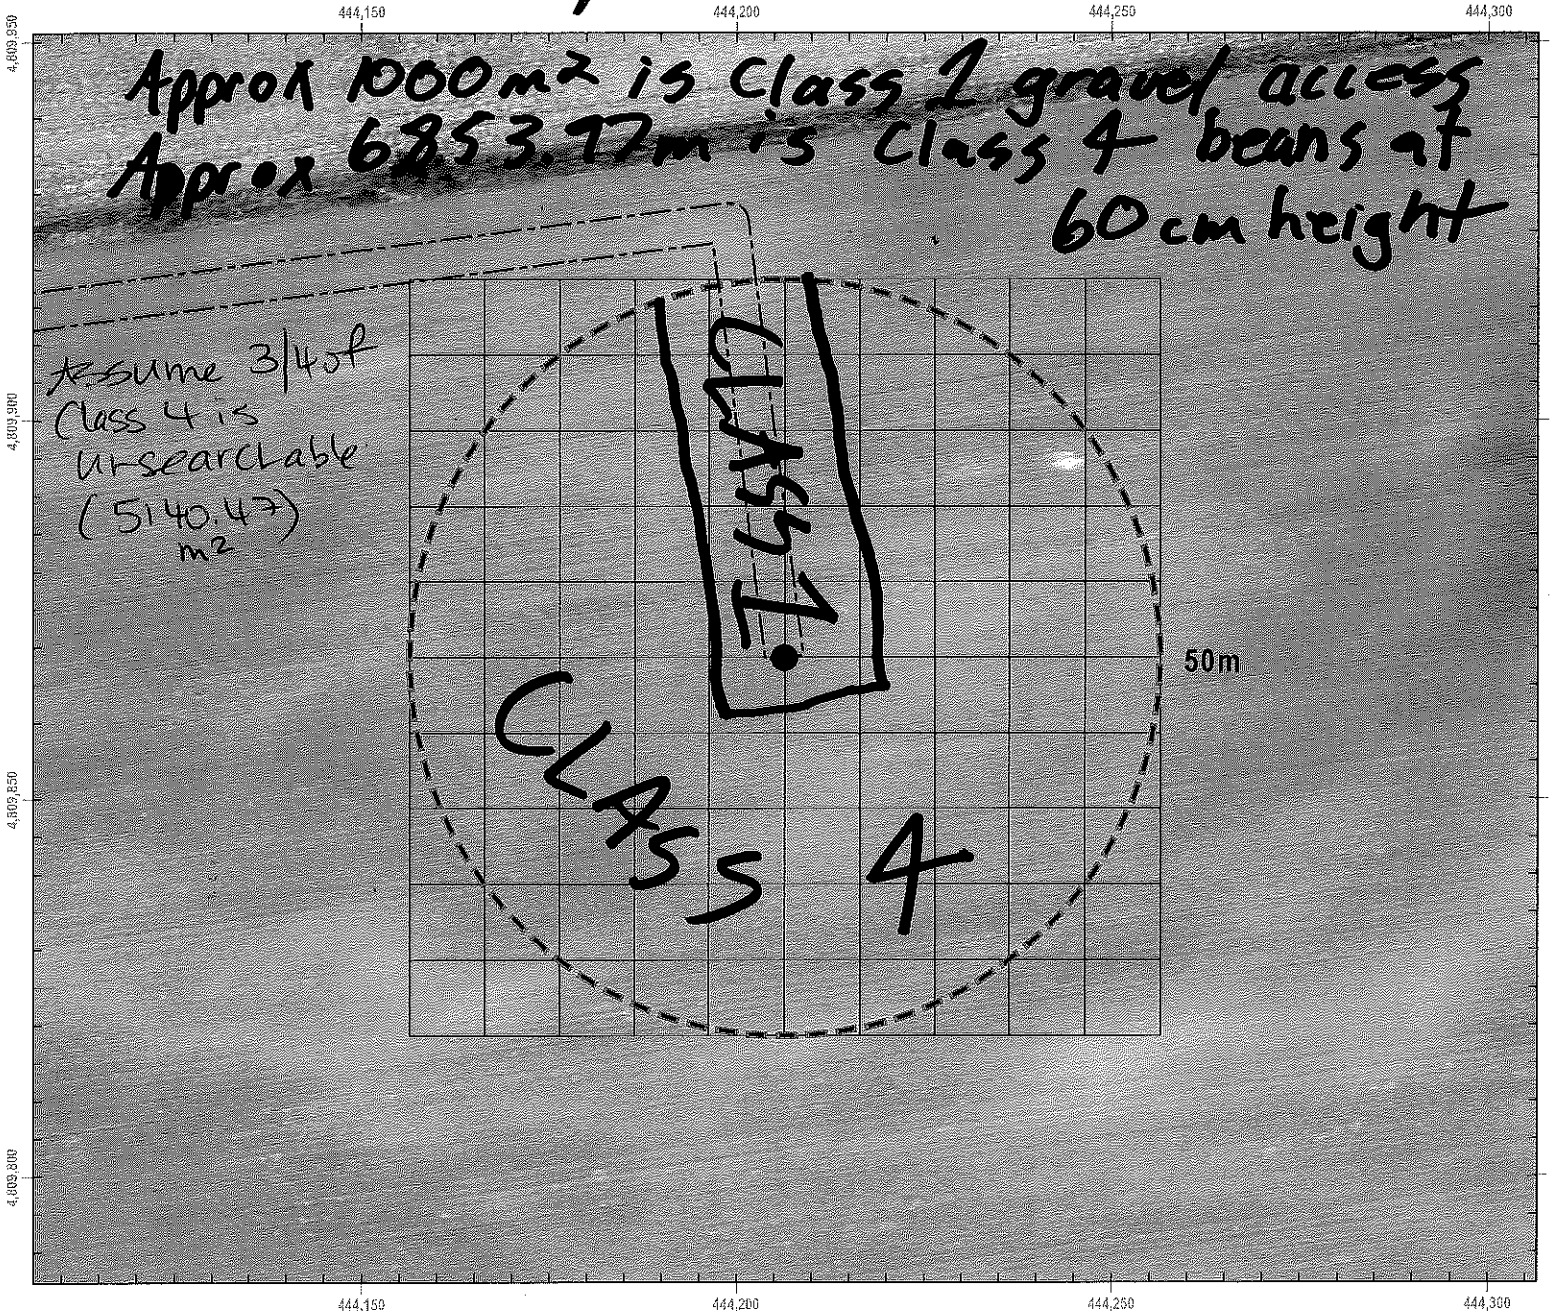 444,150 444,200 444,250 444,300
4,809,950
Approx 1000m2 is Class 1 gravel access
Approx 6853.97m is Class 4 beans at
60cm height
Assume 3/4 of
Class 4 is
unsearchable
(5140.47)
m2
4,809,900
CLASS 1
50m
CLASS 4
4,809,850
4,809,800
444,150 444,200 444,250 444,300